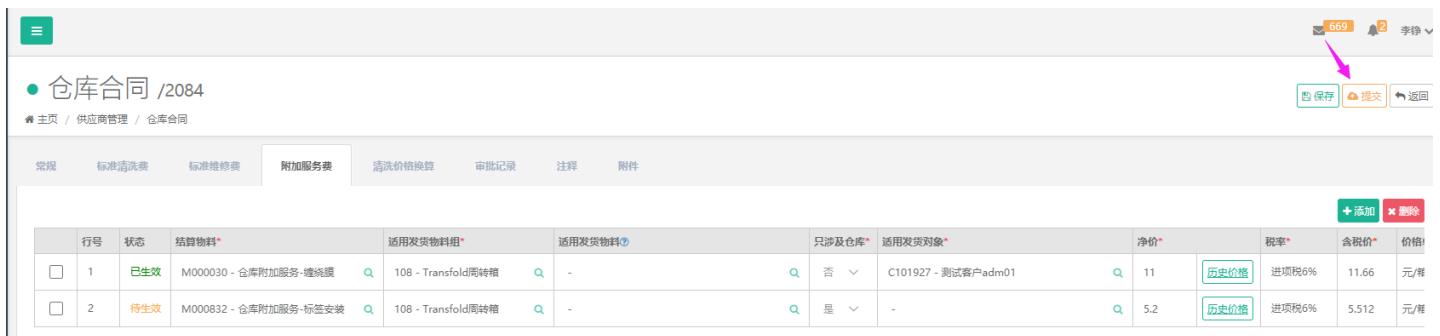 669 2 李铮
仓库合同 /2084
保存 提交 返回
主页 / 供应商管理 / 仓库合同
常规 标准清洗费 标准维修费 附加服务费 清洗价格换算 审批记录 注释 附件
+添加 ×删除
行号 状态 结算物料* 适用发货物料组* 适用发货物料 只涉及仓库* 适用发货对象* 净价* 税率* 含税价*
1 已生效 M000030 - 仓库附加服务-缠绕膜 108 - Transfold周转箱 - 否 C101927 - 测试客户adm01 11 历史价格 进项税6% 11.66 元/箱
2 待生效 M000832 - 仓库附加服务-标签安装 108 - Transfold周转箱 - 是 - 5.2 历史价格 进项税6% 5.512 元/箱